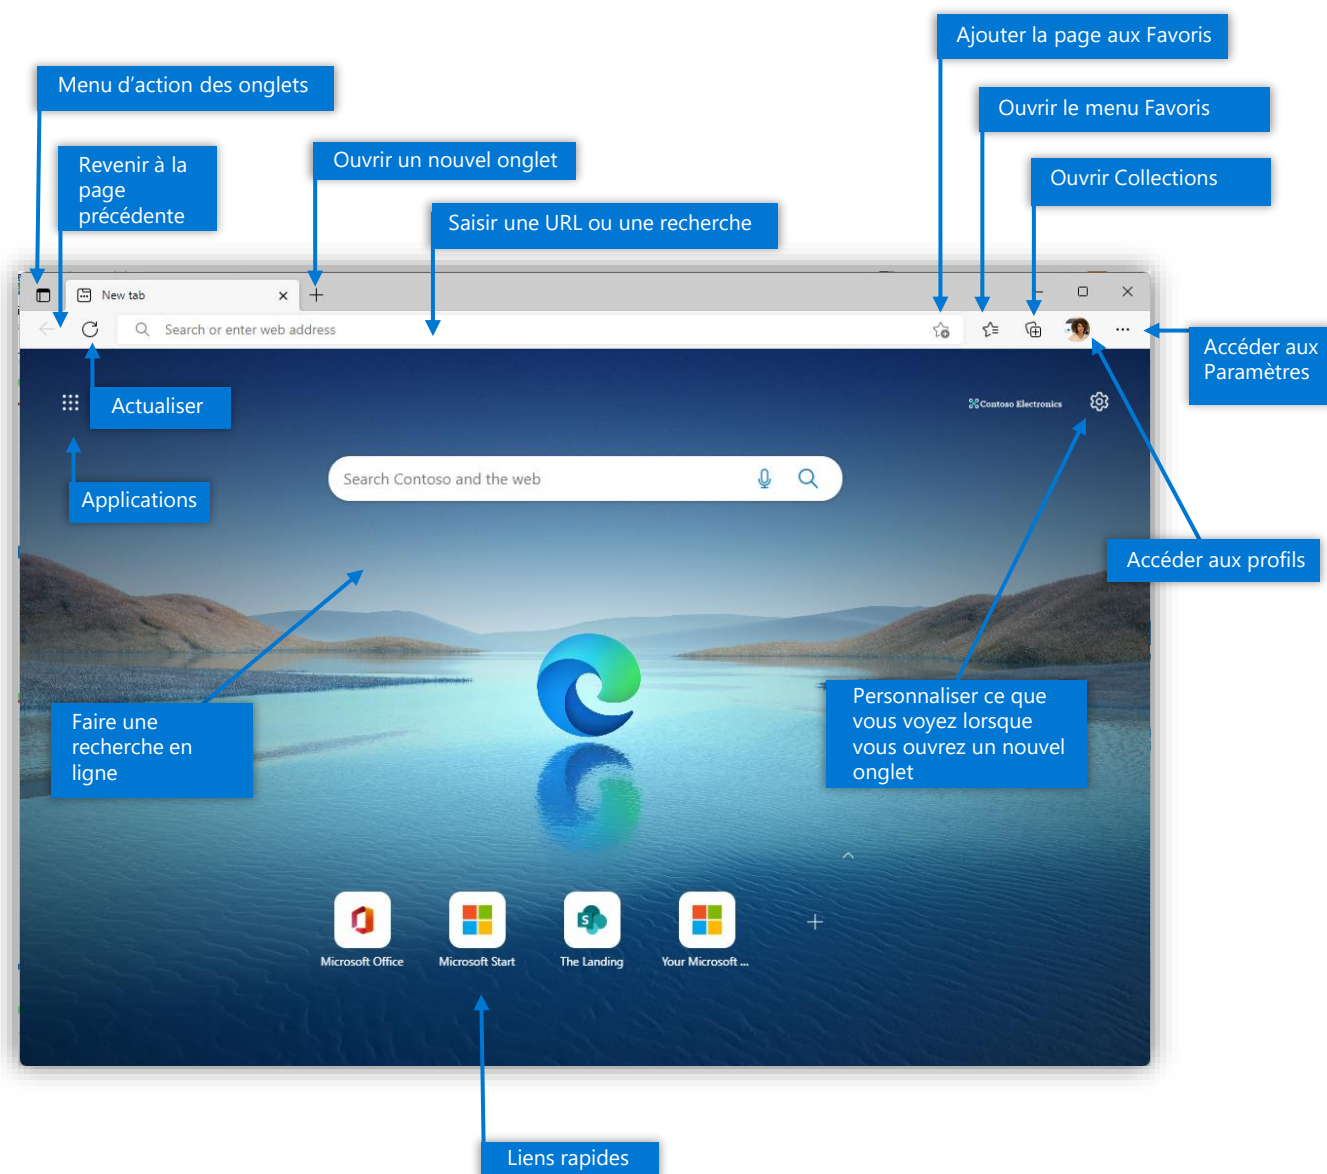 Ajouter la page aux Favoris
Menu d’action des onglets
Ouvrir le menu Favoris
Revenir à la
page
précédente
Ouvrir un nouvel onglet
Ouvrir Collections
Saisir une URL ou une recherche
New tab
Search or enter web address
Accéder aux
Paramètres
Actualiser
Contoso Electronics
Search Contoso and the web
Applications
Accéder aux profils
Faire une
recherche en
ligne
Personnaliser ce que
vous voyez lorsque
vous ouvrez un nouvel
onglet
Microsoft Office
Microsoft Start
The Landing
Your Microsoft ...
Liens rapides